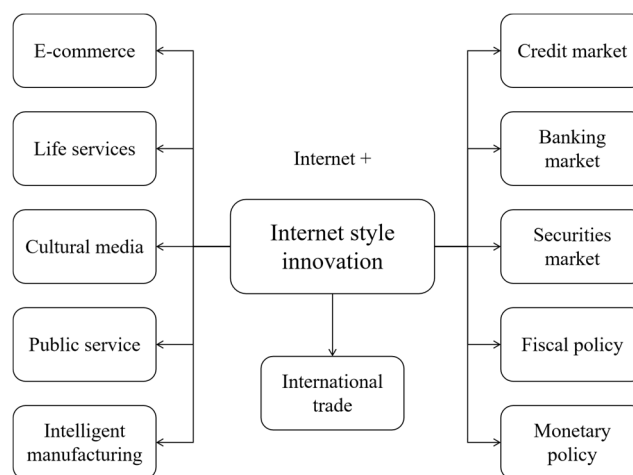 E-commerce
Life services
Cultural media
Public service
Intelligent
manufacturing
Internet +
Internet style
innovation
International
trade
Credit market
Banking
market
Securities
market
Fiscal policy
Monetary
policy